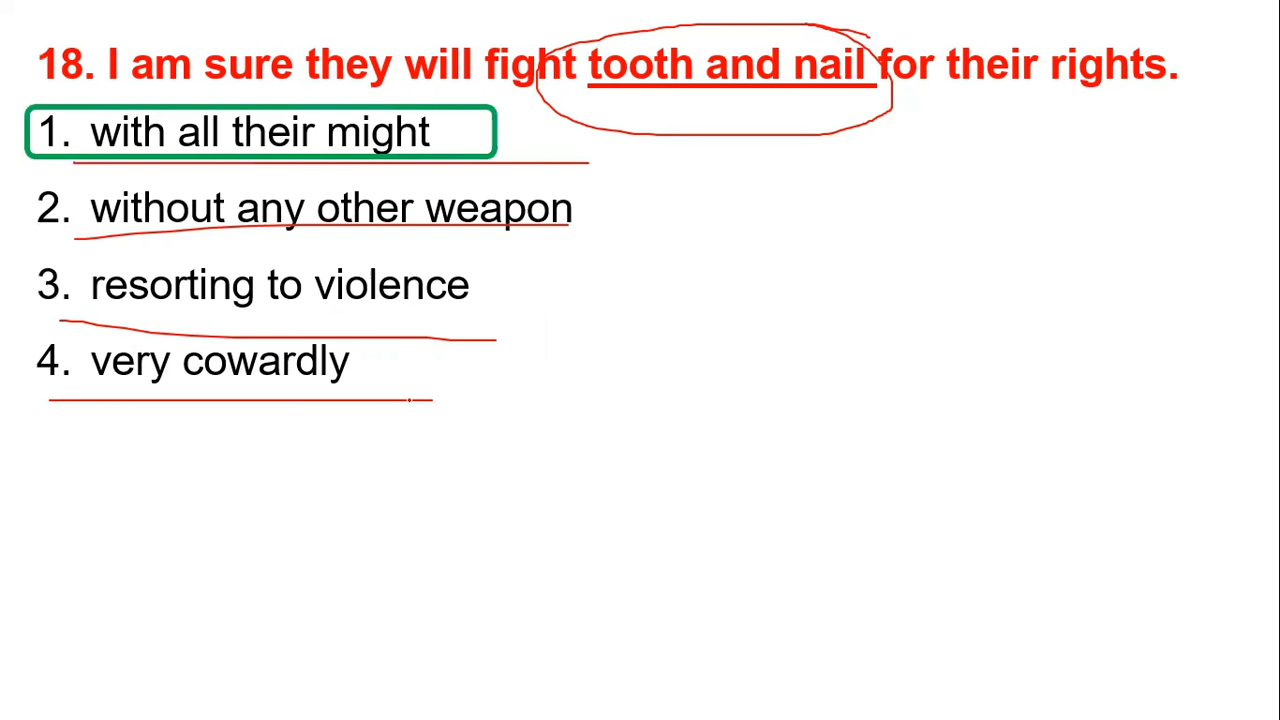 18. I am sure they will fight tooth and nail for their rights.
1. with all their might
2. without any other weapon
3. resorting to violence
4. very cowardly